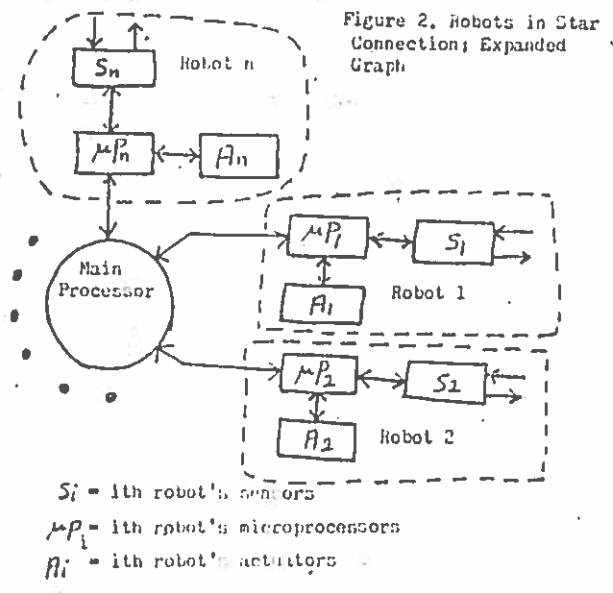 Figure 2. Robots in Star
Connection; Expanded
Graph
Robot n
Sn
μPn
An
Main
Processor
μP1
S1
A1
Robot 1
μP2
S2
A2
Robot 2
Si = ith robot's sensors
μPi = ith robot's microprocessors
Ai = ith robot's actuators